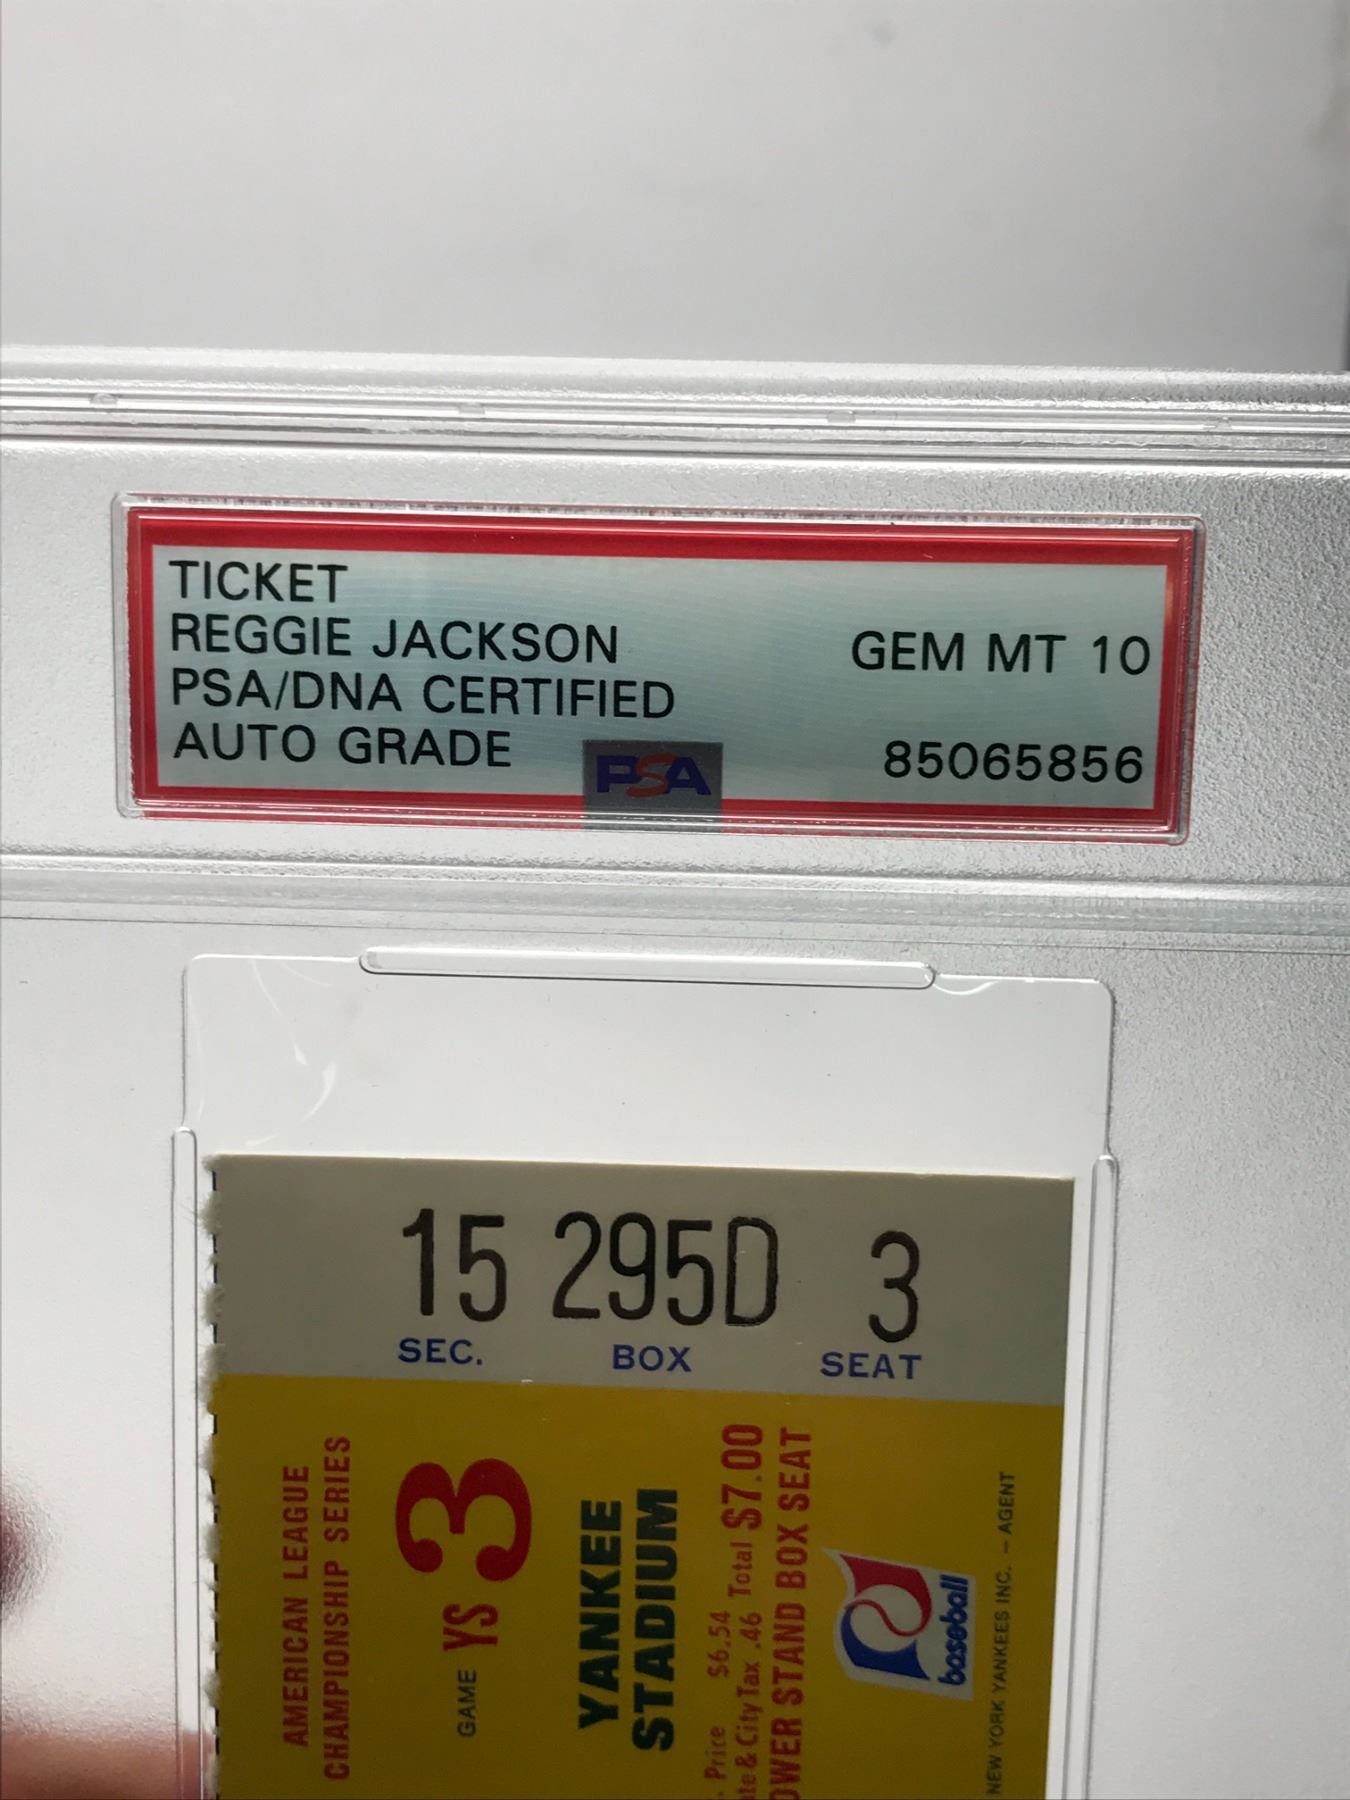 TICKET
REGGIE JACKSON
PSA/DNA CERTIFIED
AUTO GRADE
GEM MT 10
85065856
PSA
15 295D 3
SEC. BOX SEAT
AMERICAN LEAGUE
CHAMPIONSHIP SERIES
GAME YS 3
YANKEE
STADIUM
Price $6.54
& City Tax .46 Total $7.00
STAND BOX SEAT
baseball
NEW YORK YANKEES INC. – AGENT